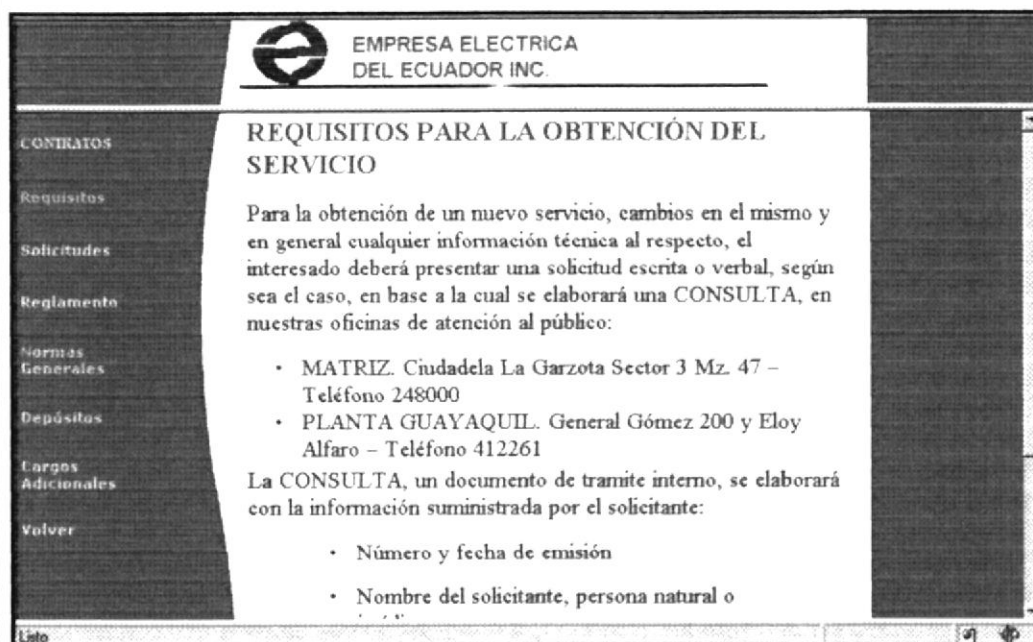 EMPRESA ELECTRICA
DEL ECUADOR INC.
CONTRATOS
Requisitos
Solicitudes
Reglamento
Normas
Generales
Depósitos
Cargos
Adicionales
Volver
REQUISITOS PARA LA OBTENCIÓN DEL
SERVICIO
Para la obtención de un nuevo servicio, cambios en el mismo y
en general cualquier información técnica al respecto, el
interesado deberá presentar una solicitud escrita o verbal, según
sea el caso, en base a la cual se elaborará una CONSULTA, en
nuestras oficinas de atención al público:
· MATRIZ. Ciudadela La Garzota Sector 3 Mz. 47 –
Teléfono 248000
· PLANTA GUAYAQUIL. General Gómez 200 y Eloy
Alfaro – Teléfono 412261
La CONSULTA, un documento de tramite interno, se elaborará
con la información suministrada por el solicitante:
· Número y fecha de emisión
· Nombre del solicitante, persona natural o
Listo